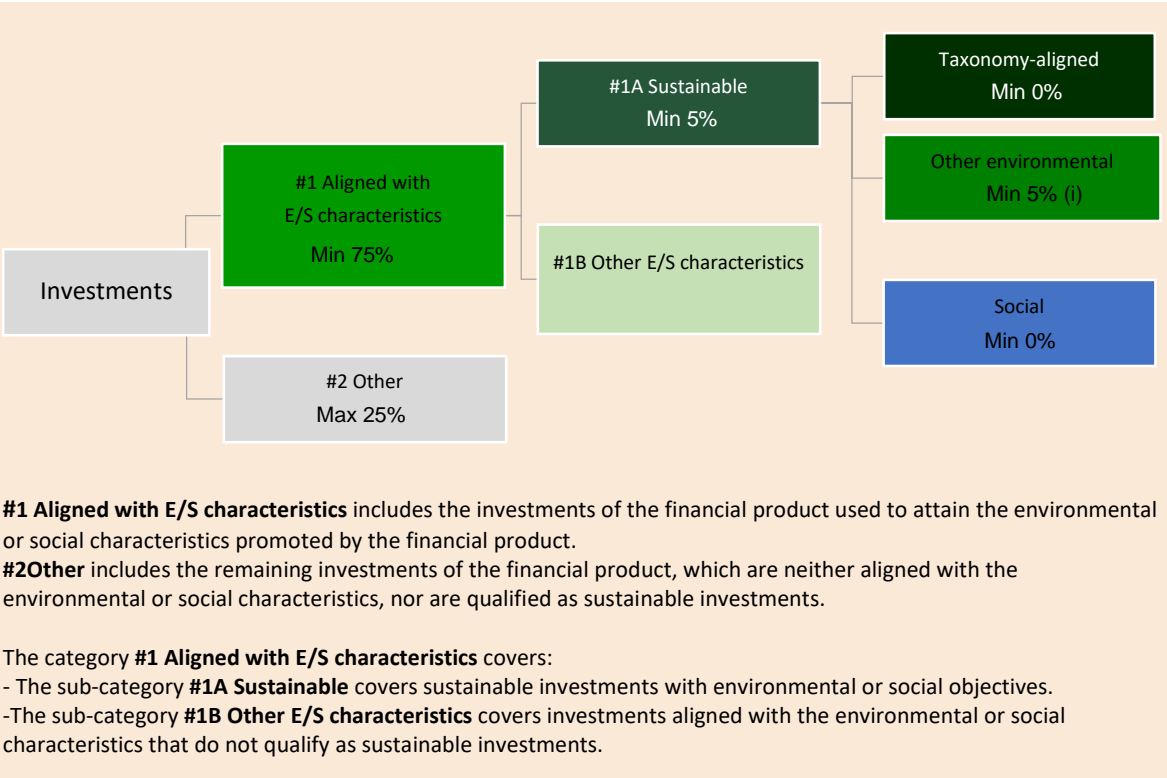 Investments
#1 Aligned with
E/S characteristics
Min 75%
#2 Other
Max 25%
#1A Sustainable
Min 5%
#1B Other E/S characteristics
Taxonomy-aligned
Min 0%
Other environmental
Min 5% (i)
Social
Min 0%
#1 Aligned with E/S characteristics includes the investments of the financial product used to attain the environmental
or social characteristics promoted by the financial product.
#2Other includes the remaining investments of the financial product, which are neither aligned with the
environmental or social characteristics, nor are qualified as sustainable investments.
The category #1 Aligned with E/S characteristics covers:
- The sub-category #1A Sustainable covers sustainable investments with environmental or social objectives.
-The sub-category #1B Other E/S characteristics covers investments aligned with the environmental or social
characteristics that do not qualify as sustainable investments.